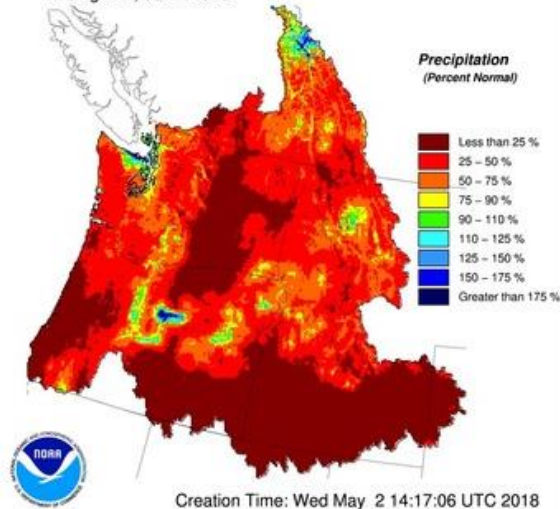 Precipitation
(Percent Normal)
Less than 25 %
25 – 50 %
50 – 75 %
75 – 90 %
90 – 110 %
110 – 125 %
125 – 150 %
150 – 175 %
Greater than 175 %
NOAA
Creation Time: Wed May 2 14:17:06 UTC 2018